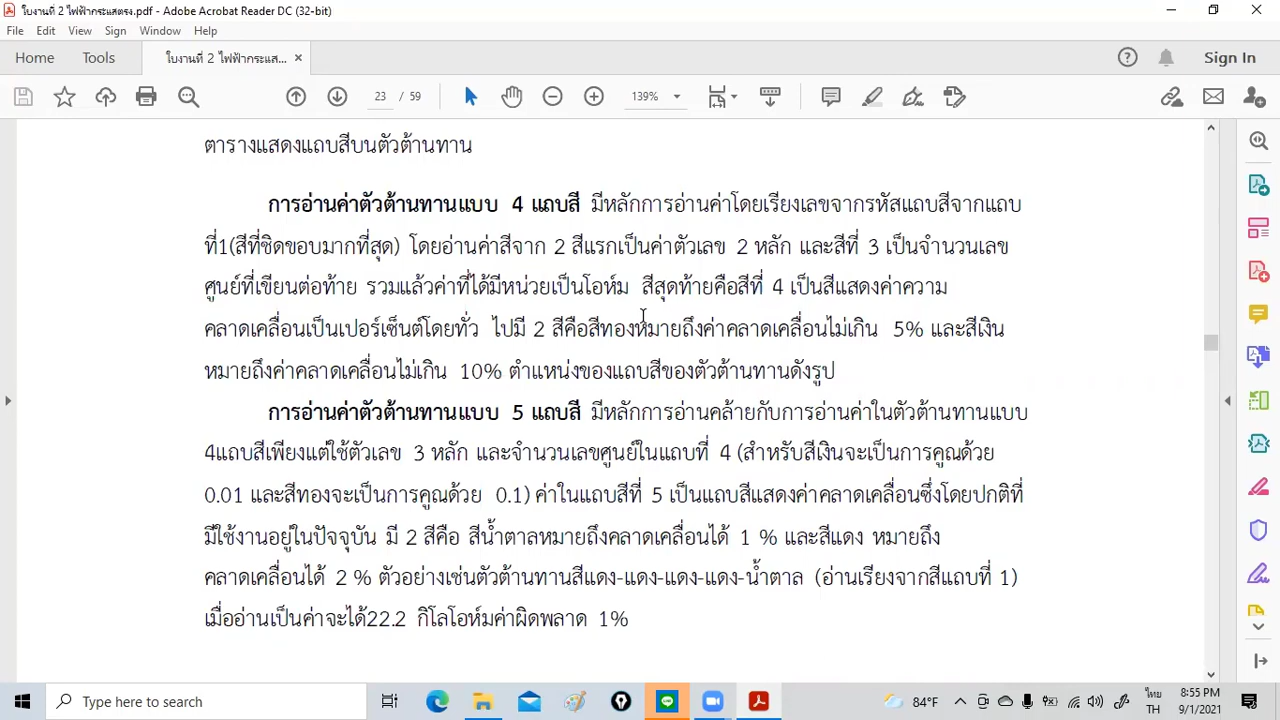 ใบงานที่ 2 ไฟฟ้ากระแสตรง.pdf - Adobe Acrobat Reader DC (32-bit)
File Edit View Sign Window Help
Home Tools ใบงานที่ 2 ไฟฟ้ากระแส... × Sign In
23 / 59 139%
ตารางแสดงแถบสีบนตัวต้านทาน
การอ่านค่าตัวต้านทานแบบ 4 แถบสี มีหลักการอ่านค่าโดยเรียงเลขจากรหัสแถบสีจากแถบ
ที่1(สีที่ชิดขอบมากที่สุด) โดยอ่านค่าสีจาก 2 สีแรกเป็นค่าตัวเลข 2 หลัก และสีที่ 3 เป็นจำนวนเลข
ศูนย์ที่เขียนต่อท้าย รวมแล้วค่าที่ได้มีหน่วยเป็นโอห์ม สีสุดท้ายคือสีที่ 4 เป็นสีแสดงค่าความ
คลาดเคลื่อนเป็นเปอร์เซ็นต์โดยทั่ว ไปมี 2 สีคือสีทองหมายถึงค่าคลาดเคลื่อนไม่เกิน 5% และสีเงิน
หมายถึงค่าคลาดเคลื่อนไม่เกิน 10% ตำแหน่งของแถบสีของตัวต้านทานดังรูป
การอ่านค่าตัวต้านทานแบบ 5 แถบสี มีหลักการอ่านคล้ายกับการอ่านค่าในตัวต้านทานแบบ
4แถบสีเพียงแต่ใช้ตัวเลข 3 หลัก และจำนวนเลขศูนย์ในแถบที่ 4 (สำหรับสีเงินจะเป็นการคูณด้วย
0.01 และสีทองจะเป็นการคูณด้วย 0.1) ค่าในแถบสีที่ 5 เป็นแถบสีแสดงค่าคลาดเคลื่อนซึ่งโดยปกติที่
มีใช้งานอยู่ในปัจจุบัน มี 2 สีคือ สีน้ำตาลหมายถึงคลาดเคลื่อนได้ 1 % และสีแดง หมายถึง
คลาดเคลื่อนได้ 2 % ตัวอย่างเช่นตัวต้านทานสีแดง-แดง-แดง-แดง-น้ำตาล (อ่านเรียงจากสีแถบที่ 1)
เมื่ออ่านเป็นค่าจะได้22.2 กิโลโอห์มค่าผิดพลาด 1%
Type here to search 84°F ไทย 8:55 PM
TH 9/1/2021